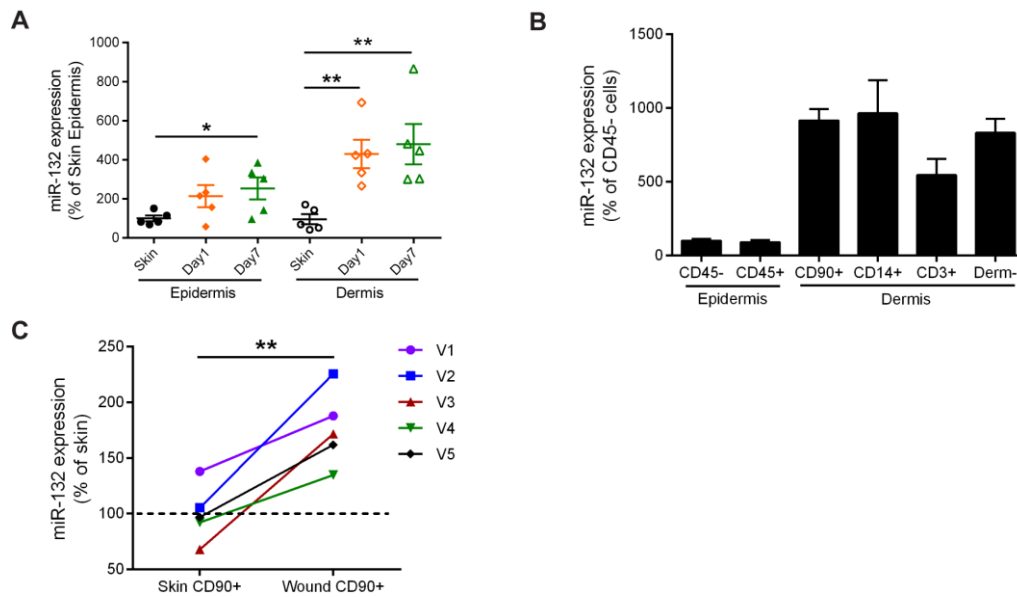 A
miR-132 expression
(% of Skin Epidermis)
1000
800
600
400
200
0
*
**
**
Skin
Day1
Day7
Skin
Day1
Day7
Epidermis
Dermis
B
miR-132 expression
(% of CD45- cells)
1500
1000
500
0
CD45-
CD45+
CD90+
CD14+
CD3+
Derm-
Epidermis
Dermis
C
miR-132 expression
(% of skin)
250
200
150
100
50
**
Skin CD90+
Wound CD90+
V1
V2
V3
V4
V5